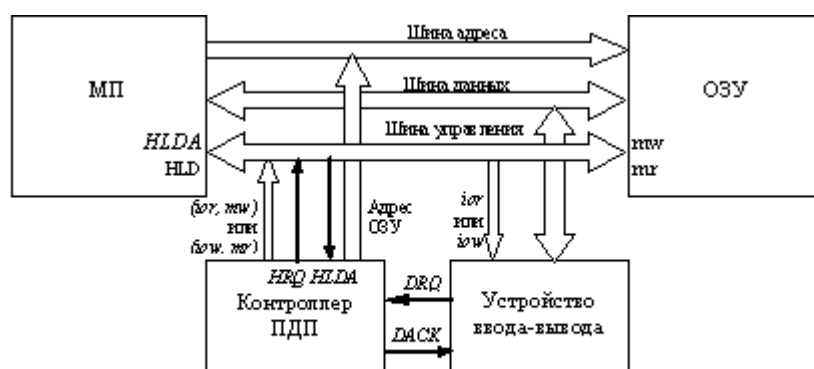 Шина адреса
МП
Шина данных
ОЗУ
Шина управления
HLDA
HLD
mw
mr
(ior, mw)
или
(iow. mr)
Адрес
ОЗУ
ior
или
iow
HRQ HLDA
DRQ
Контроллер
ПДП
Устройство
ввода-вывода
DACK